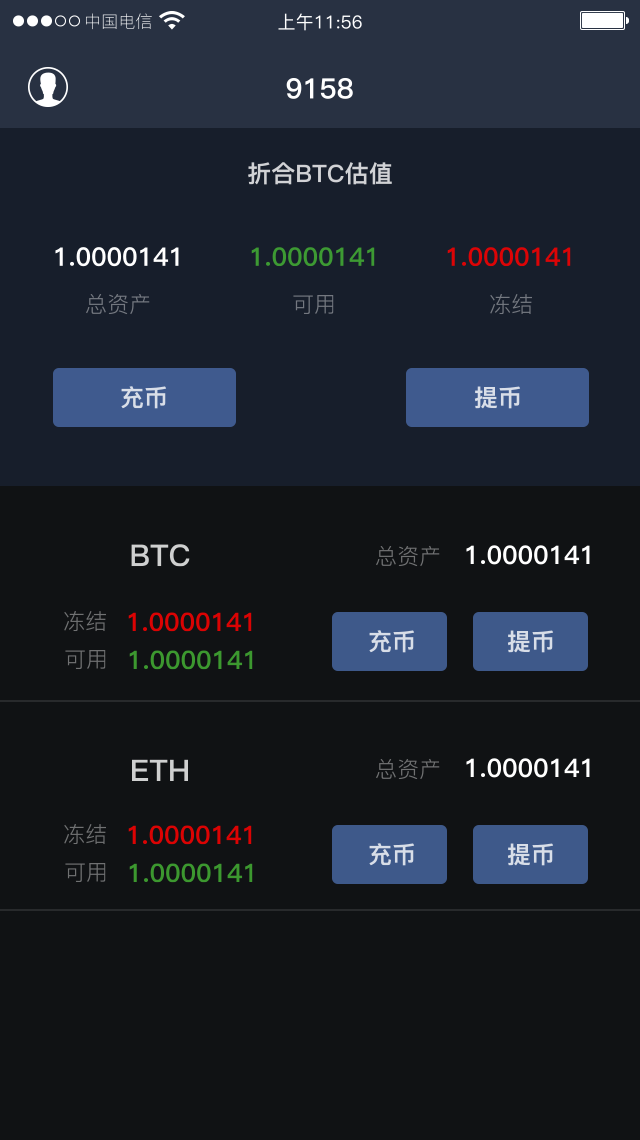 中国电信 上午11:56
9158
折合BTC估值
1.0000141 1.0000141 1.0000141
总资产 可用 冻结
充币 提币
BTC 总资产 1.0000141
冻结 1.0000141 充币 提币
可用 1.0000141
ETH 总资产 1.0000141
冻结 1.0000141 充币 提币
可用 1.0000141